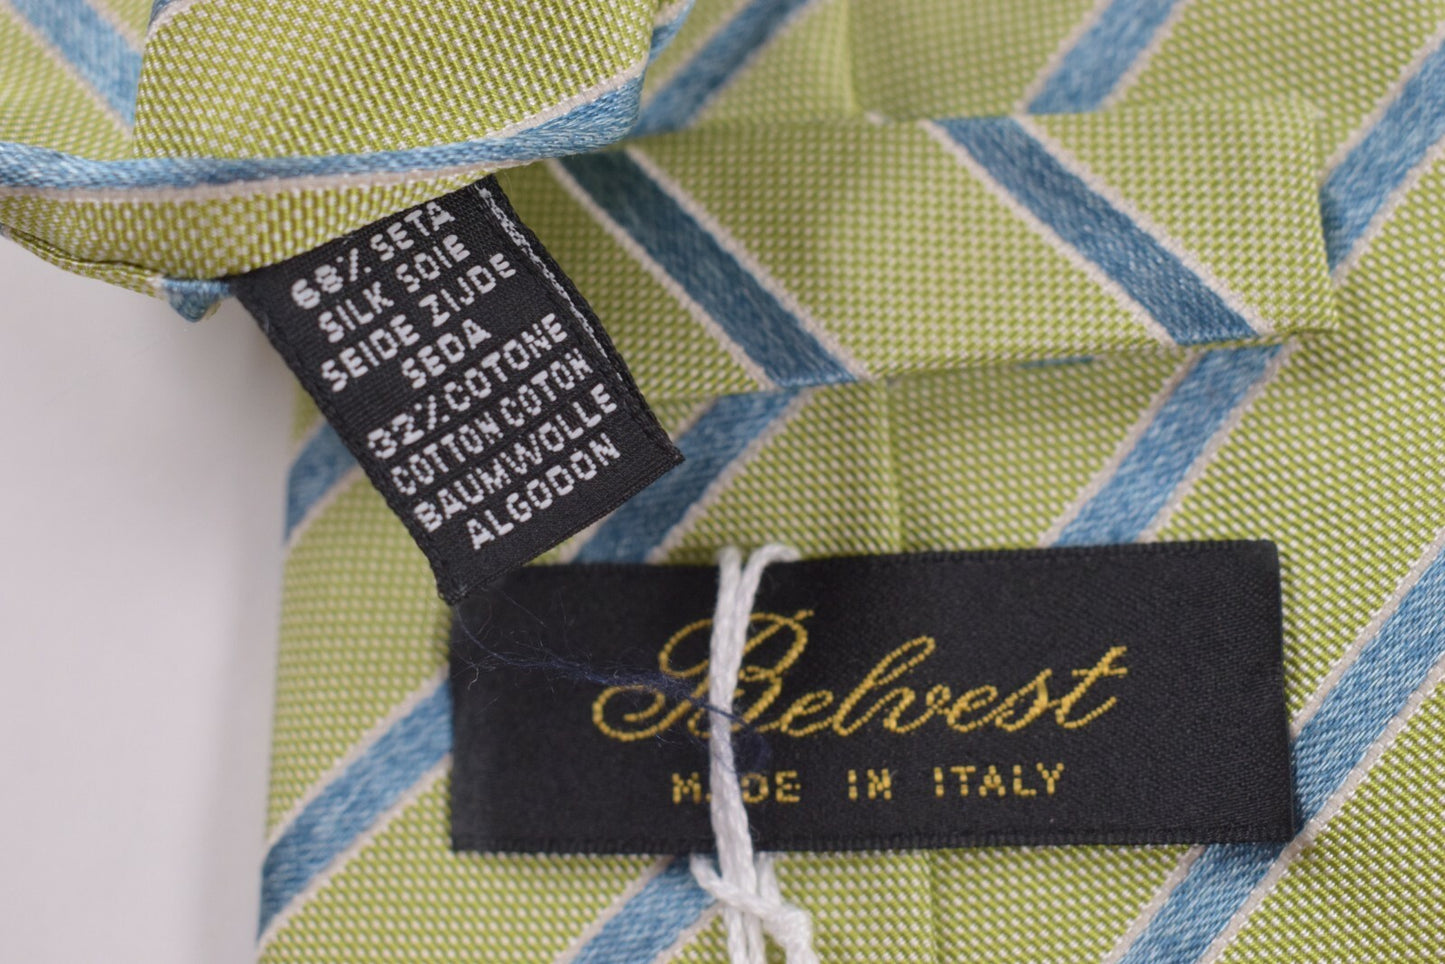 68% SETA
SILK SOIE
SEIDE ZIJDE
SEDA
32% COTONE
COTTON COTON
BAUMWOLLE
ALGODON
Belvest
MADE IN ITALY